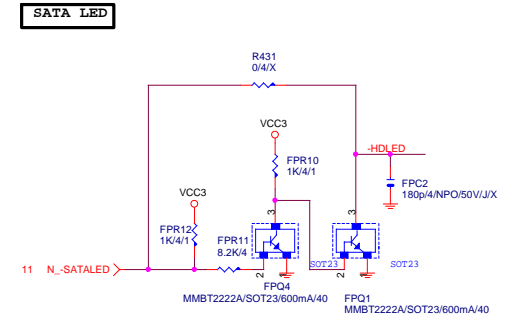 SATA LED
R431
0/4/X
VCC3
-HDLED
FPR10
1K/4/1
FPC2
180p/4/NPO/50V/J/X
VCC3
FPR12
1K/4/1
3
3
FPR11
8.2K/4
11 N_-SATALED
2
SOT23
2
SOT23
FPQ4
MMBT2222A/SOT23/600mA/40
FPQ1
MMBT2222A/SOT23/600mA/40